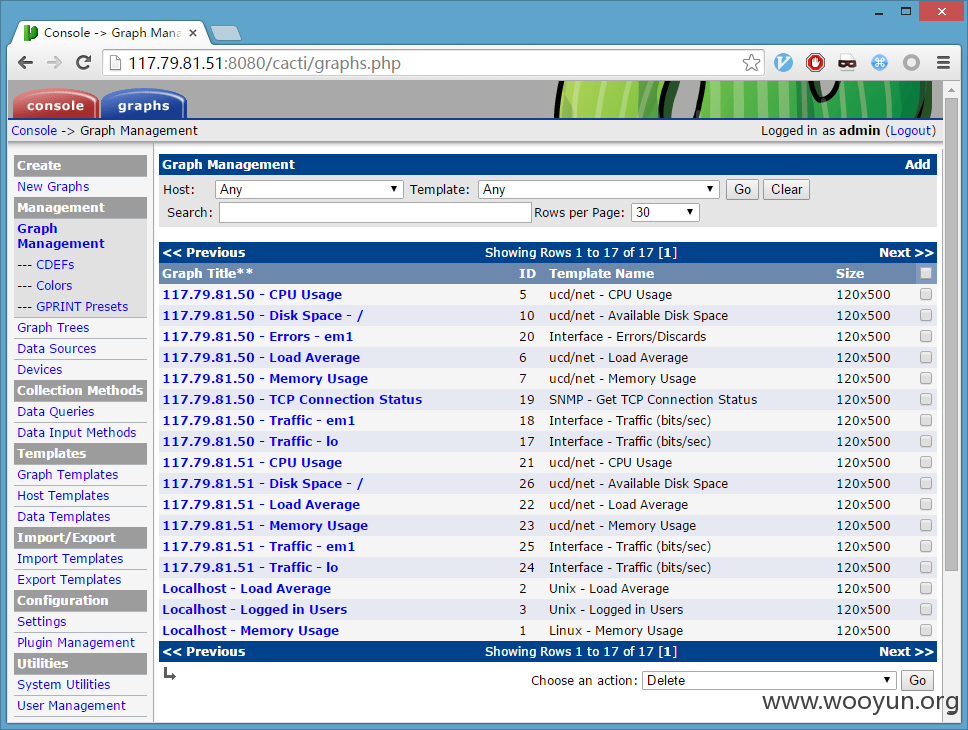 Console -> Graph Mana
117.79.81.51:8080/cacti/graphs.php
console graphs
Console -> Graph Management Logged in as admin (Logout)
Create
New Graphs
Management
Graph
Management
--- CDEFs
--- Colors
--- GPRINT Presets
Graph Trees
Data Sources
Devices
Collection Methods
Data Queries
Data Input Methods
Templates
Graph Templates
Host Templates
Data Templates
Import/Export
Import Templates
Export Templates
Configuration
Settings
Plugin Management
Utilities
System Utilities
User Management
Graph Management Add
Host: Any Template: Any Go Clear
Search: Rows per Page: 30
<< Previous Showing Rows 1 to 17 of 17 [1] Next >>
Graph Title** ID Template Name Size
117.79.81.50 - CPU Usage 5 ucd/net - CPU Usage 120x500
117.79.81.50 - Disk Space - / 10 ucd/net - Available Disk Space 120x500
117.79.81.50 - Errors - em1 20 Interface - Errors/Discards 120x500
117.79.81.50 - Load Average 6 ucd/net - Load Average 120x500
117.79.81.50 - Memory Usage 7 ucd/net - Memory Usage 120x500
117.79.81.50 - TCP Connection Status 19 SNMP - Get TCP Connection Status 120x500
117.79.81.50 - Traffic - em1 18 Interface - Traffic (bits/sec) 120x500
117.79.81.50 - Traffic - lo 17 Interface - Traffic (bits/sec) 120x500
117.79.81.51 - CPU Usage 21 ucd/net - CPU Usage 120x500
117.79.81.51 - Disk Space - / 26 ucd/net - Available Disk Space 120x500
117.79.81.51 - Load Average 22 ucd/net - Load Average 120x500
117.79.81.51 - Memory Usage 23 ucd/net - Memory Usage 120x500
117.79.81.51 - Traffic - em1 25 Interface - Traffic (bits/sec) 120x500
117.79.81.51 - Traffic - lo 24 Interface - Traffic (bits/sec) 120x500
Localhost - Load Average 2 Unix - Load Average 120x500
Localhost - Logged in Users 3 Unix - Logged in Users 120x500
Localhost - Memory Usage 1 Linux - Memory Usage 120x500
<< Previous Showing Rows 1 to 17 of 17 [1] Next >>
Choose an action: Delete Go
www.wooyun.org